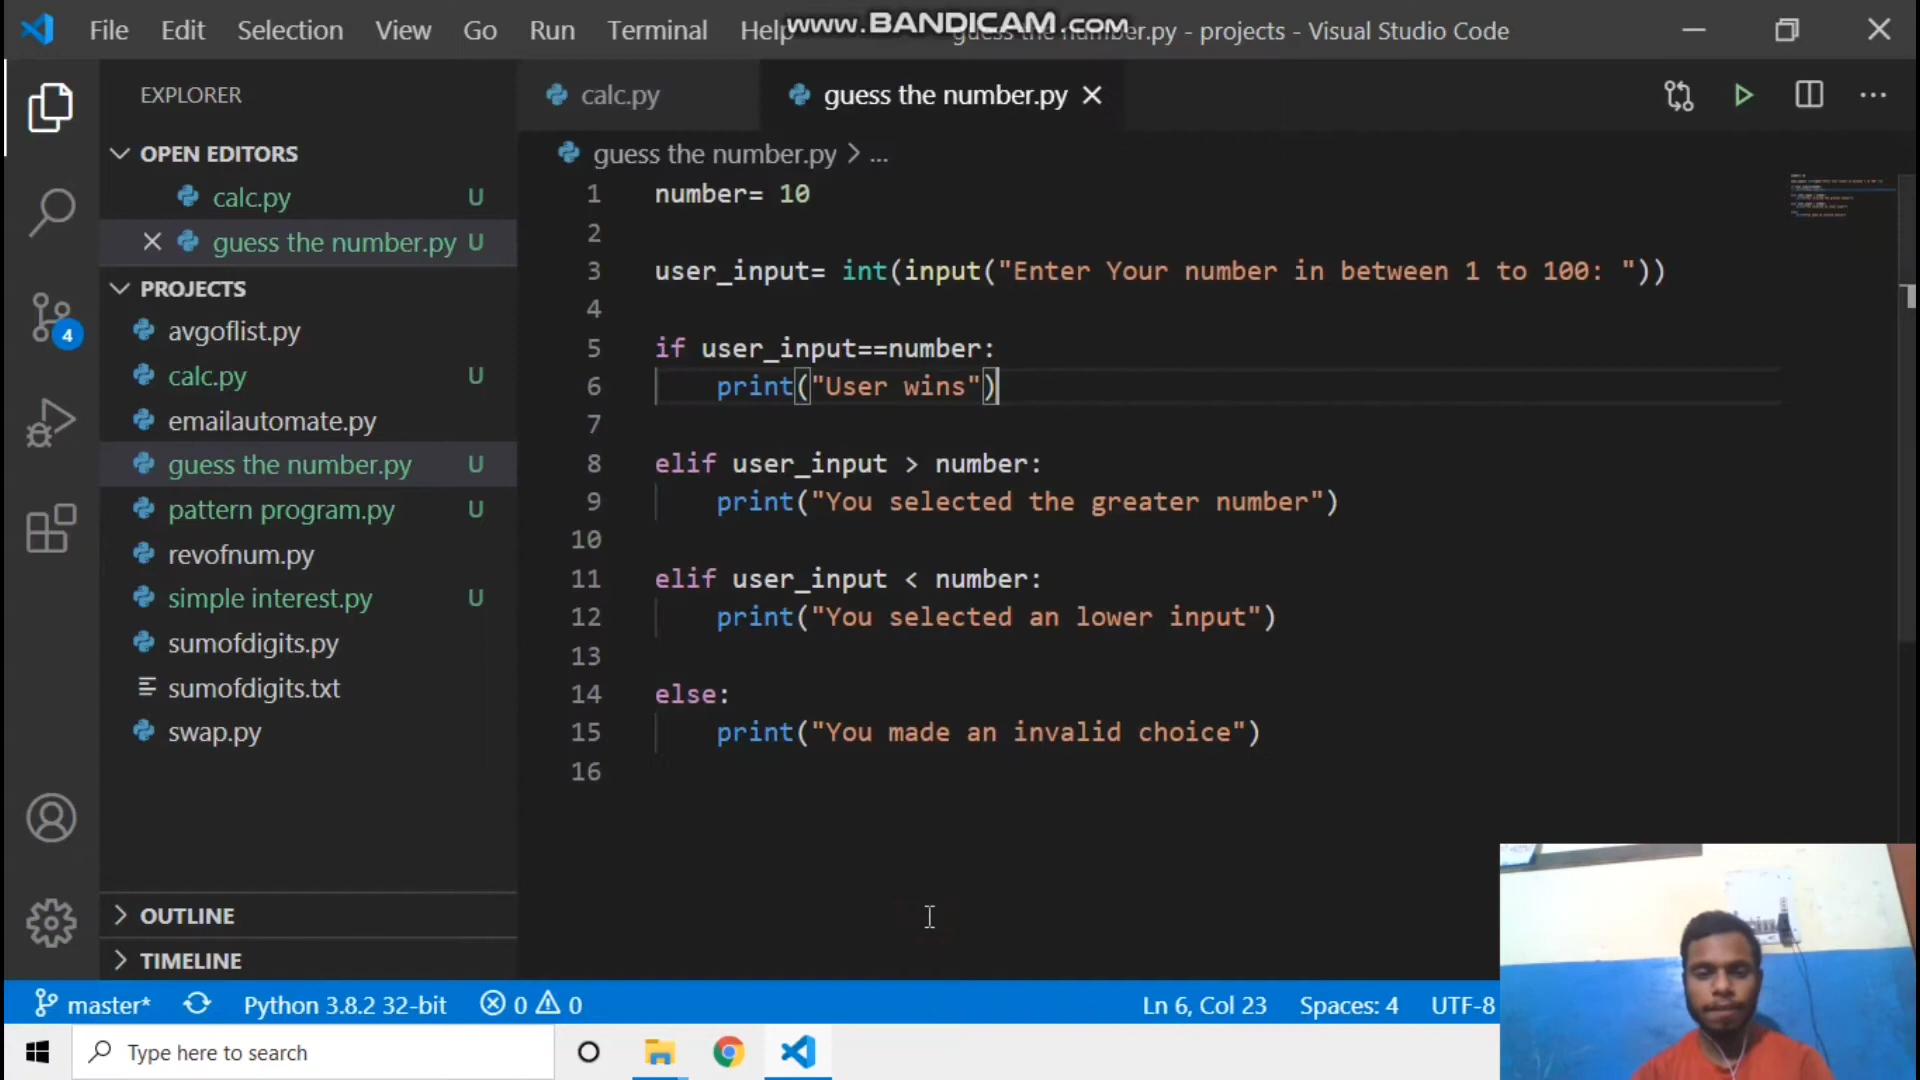 File Edit Selection View Go Run Terminal Help
www.BANDICAM.com
number.py - projects - Visual Studio Code
EXPLORER
OPEN EDITORS
calc.py U
guess the number.py U
PROJECTS
avgoflist.py
calc.py U
emailautomate.py
guess the number.py U
pattern program.py U
revofnum.py
simple interest.py U
sumofdigits.py
sumofdigits.txt
swap.py
OUTLINE
TIMELINE
4
calc.py
guess the number.py
guess the number.py > ...
1 number= 10
2
3 user_input= int(input("Enter Your number in between 1 to 100: "))
4
5 if user_input==number:
6 print("User wins")
7
8 elif user_input > number:
9 print("You selected the greater number")
10
11 elif user_input < number:
12 print("You selected an lower input")
13
14 else:
15 print("You made an invalid choice")
16
master* Python 3.8.2 32-bit 0 0 Ln 6, Col 23 Spaces: 4 UTF-8
Type here to search